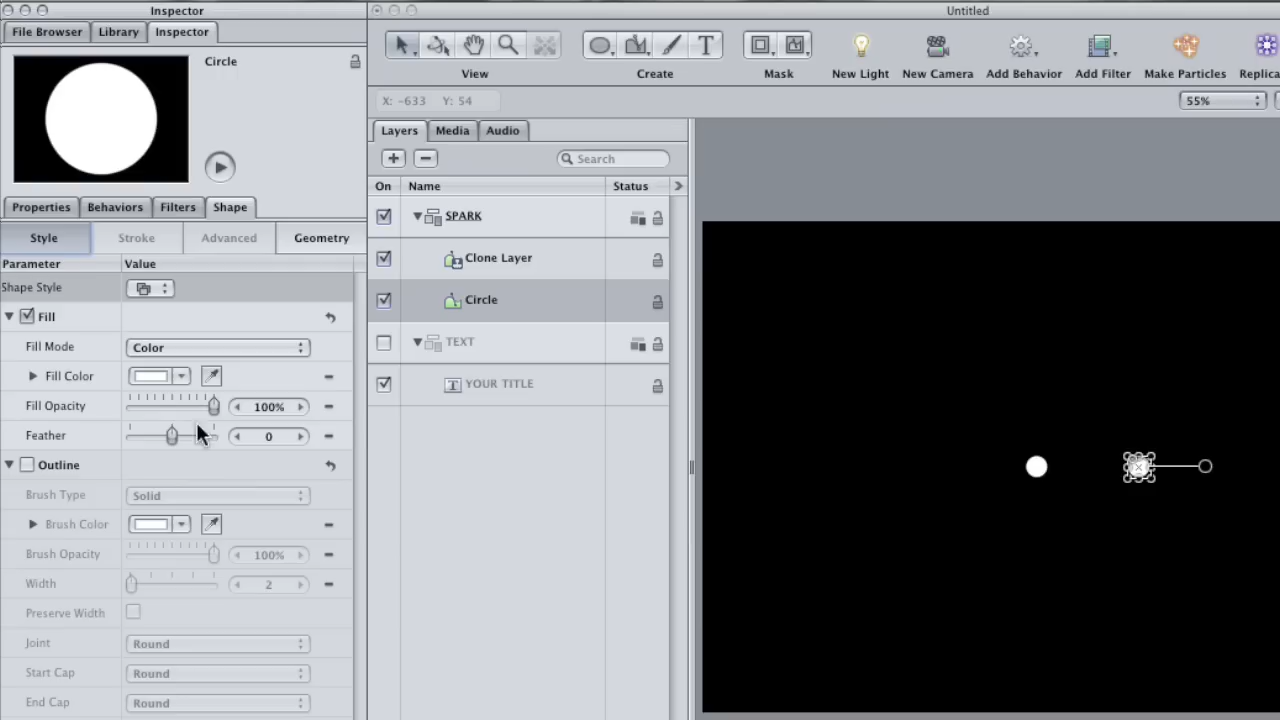 Inspector
Untitled
File Browser
Library
Inspector
Circle
View
Create
Mask
New Light
New Camera
Add Behavior
Add Filter
Make Particles
X: -633 Y: 54
55%
Layers
Media
Audio
Search
On
Name
Status
SPARK
Clone Layer
Circle
TEXT
YOUR TITLE
Properties
Behaviors
Filters
Shape
Style
Stroke
Advanced
Geometry
Parameter
Value
Shape Style
Fill
Fill Mode
Color
Fill Color
Fill Opacity
100%
Feather
0
Outline
Brush Type
Solid
Brush Color
Brush Opacity
100%
Width
2
Preserve Width
Joint
Round
Start Cap
Round
End Cap
Round